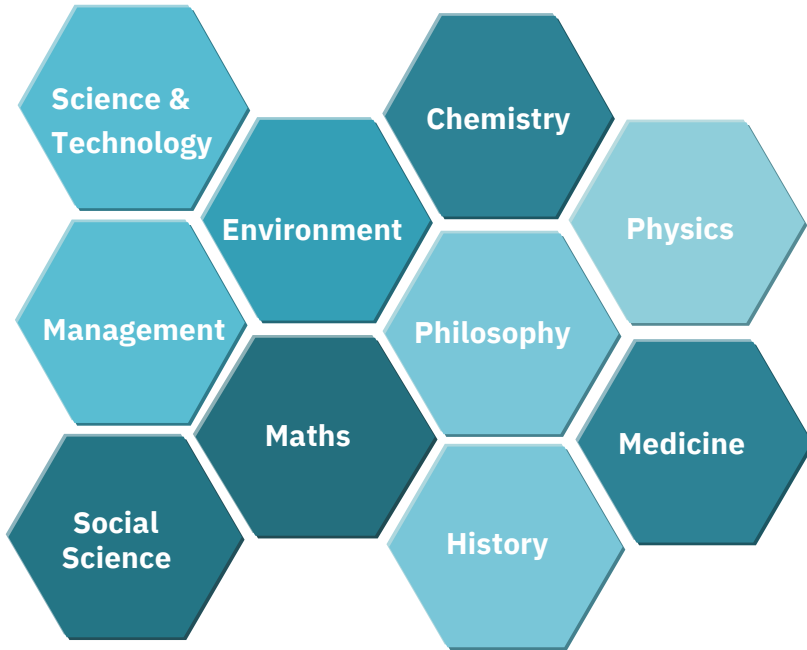 Science &
Technology
Chemistry
Environment
Physics
Management
Philosophy
Maths
Medicine
Social
Science
History